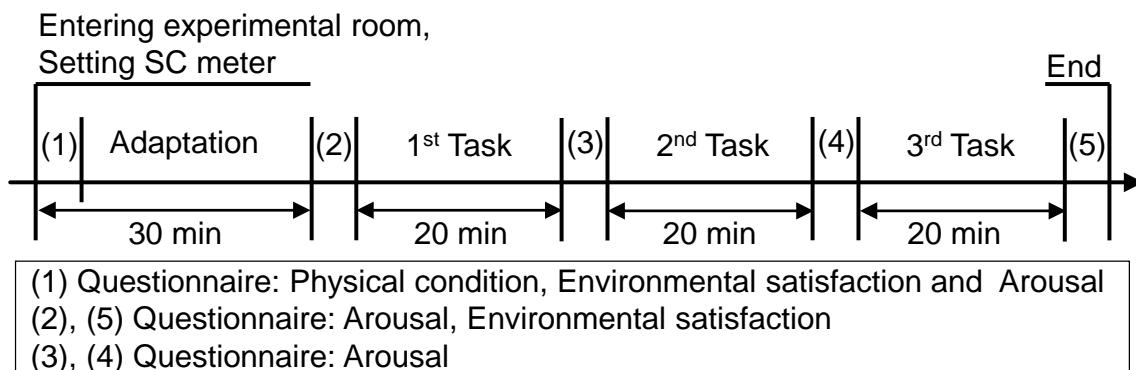 Entering experimental room,
Setting SC meter
End
(1) Adaptation (2) 1st Task (3) 2nd Task (4) 3rd Task (5)
30 min 20 min 20 min 20 min
(1) Questionnaire: Physical condition, Environmental satisfaction and Arousal
(2), (5) Questionnaire: Arousal, Environmental satisfaction
(3), (4) Questionnaire: Arousal